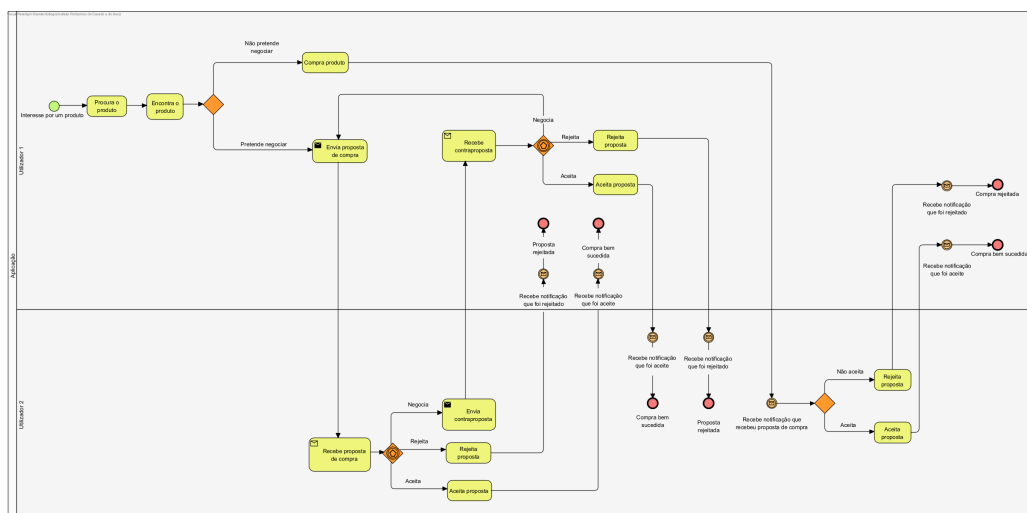 Aplicação
Utilizador 1
Utilizador 2
Interesse por um produto
Procura o
produto
Encontra o
produto
Não pretende
negociar
Compra produto
Pretende negociar
Envia proposta
de compra
Recebe
contraproposta
Negocia
Rejeita
Rejeita
proposta
Aceita
Aceita proposta
Proposta
rejeitada
Recebe notificação
que foi rejeitado
Compra bem
sucedida
Recebe notificação
que foi aceite
Recebe notificação
que foi rejeitado
Compra rejeitada
Recebe notificação
que foi aceite
Compra bem sucedida
Recebe notificação
que foi aceite
Compra bem
sucedida
Recebe notificação
que foi rejeitado
Proposta
rejeitada
Recebe notificação que
recebeu proposta de compra
Não aceita
Rejeita
proposta
Aceita
Aceita
proposta
Recebe proposta
de compra
Negocia
Envia
contraproposta
Rejeita
Rejeita
proposta
Aceita
Aceita proposta